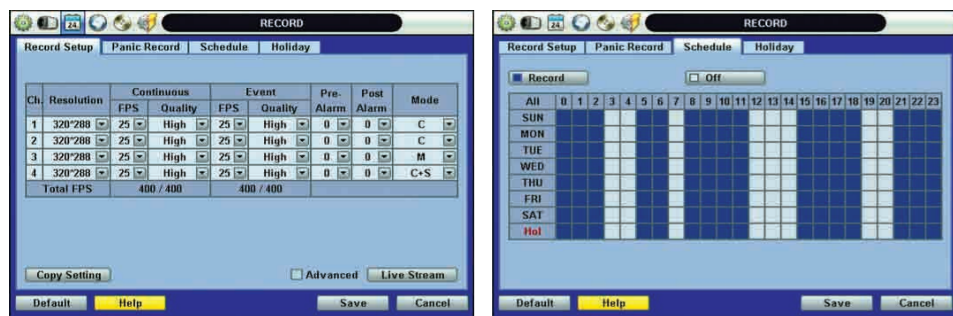 24
RECORD
Record Setup Panic Record Schedule Holiday
Ch. Resolution Continuous Event Pre-Alarm Post Alarm Mode
FPS Quality FPS Quality
1 320*288 25 High 25 High 0 0 C
2 320*288 25 High 25 High 0 0 C
3 320*288 25 High 25 High 0 0 M
4 320*288 25 High 25 High 0 0 C+S
Total FPS 400 / 400 400 / 400
Copy Setting Advanced Live Stream
Default Help Save Cancel
24
RECORD
Record Setup Panic Record Schedule Holiday
Record Off
All 0 1 2 3 4 5 6 7 8 9 10 11 12 13 14 15 16 17 18 19 20 21 22 23
SUN
MON
TUE
WED
THU
FRI
SAT
Hol
Default Help Save Cancel